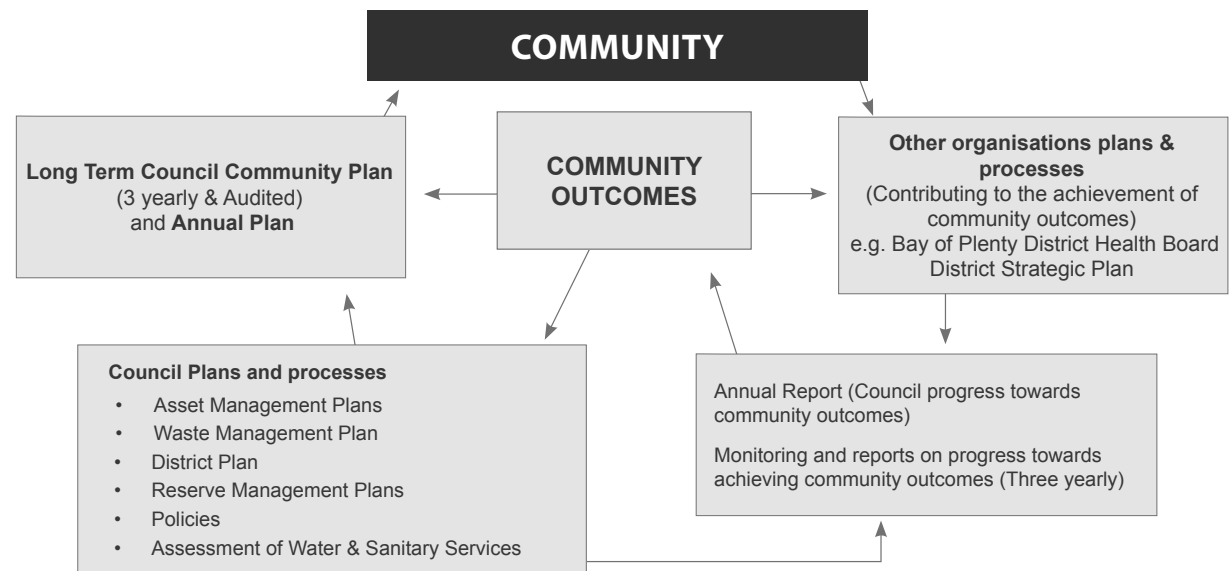 COMMUNITY
Long Term Council Community Plan
(3 yearly & Audited)
and Annual Plan
COMMUNITY
OUTCOMES
Other organisations plans &
processes
(Contributing to the achievement of
community outcomes)
e.g. Bay of Plenty District Health Board
District Strategic Plan
Council Plans and processes
• Asset Management Plans
• Waste Management Plan
• District Plan
• Reserve Management Plans
• Policies
• Assessment of Water & Sanitary Services
Annual Report (Council progress towards
community outcomes)
Monitoring and reports on progress towards
achieving community outcomes (Three yearly)